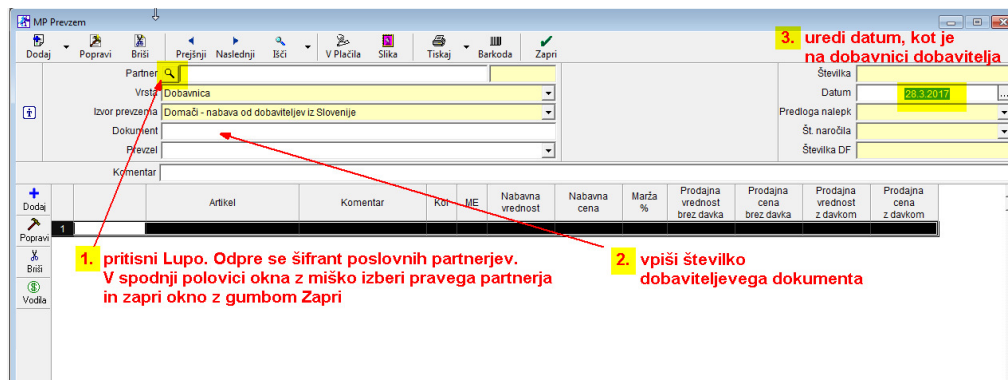 MP Prevzem
Dodaj Popravi Briši Prejšnji Naslednji Išči V Plačila Slika Tiskaj Barkoda Zapri
3. uredi datum, kot je
na dobavnici dobavitelja
Partner
Številka
Vrsta Dobavnica
Datum 28.3.2017 ...
Izvor prevzema Domači - nabava od dobaviteljev iz Slovenije
Predloga nalepk
Dokument
Št. naročila
Prevzel
Številka DF
Komentar
Dodaj
Artikel Komentar Kol ME Nabavna vrednost Nabavna cena Marža % Prodajna vrednost brez davka Prodajna cena brez davka Prodajna vrednost z davkom Prodajna cena z davkom
Popravi
1
Briši
Vodila
1. pritisni Lupo. Odpre se šifrant poslovnih partnerjev.
V spodnji polovici okna z miško izberi pravega partnerja
in zapri okno z gumbom Zapri
2. vpiši številko
dobaviteljevega dokumenta